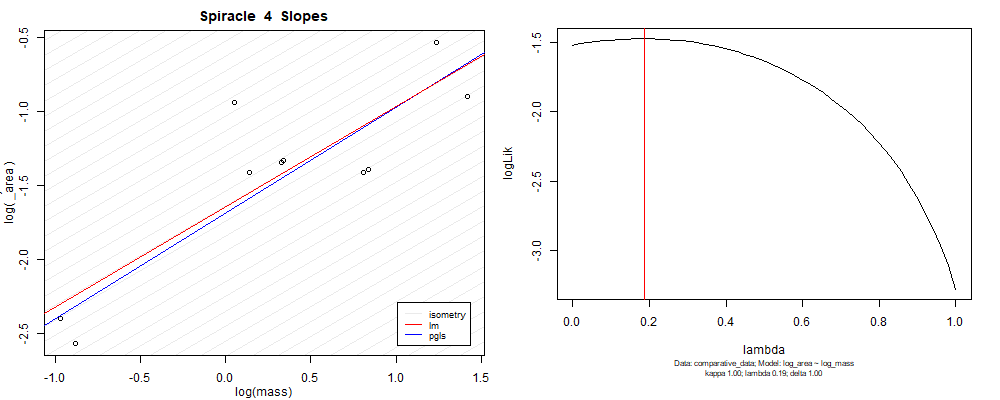 Spiracle 4 Slopes
-0.5
-1.0
-1.5
-2.0
-2.5
log(_area)
-1.0 -0.5 0.0 0.5 1.0 1.5
log(mass)
isometry
lm
pgls
-1.5
-2.0
-2.5
-3.0
logLik
0.0 0.2 0.4 0.6 0.8 1.0
lambda
Data: comparative_data; Model: log_area ~ log_mass
kappa 1.00; lambda 0.19; delta 1.00